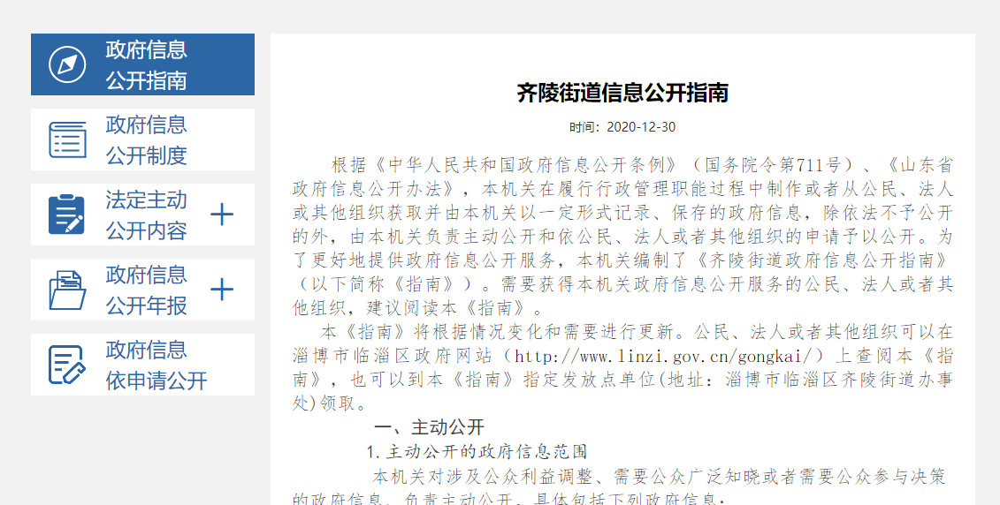 政府信息
公开指南
政府信息
公开制度
法定主动
公开内容
政府信息
公开年报
政府信息
依申请公开
齐陵街道信息公开指南
时间：2020-12-30
根据《中华人民共和国政府信息公开条例》（国务院令第711号）、《山东省
政府信息公开办法》，本机关在履行行政管理职能过程中制作或者从公民、法人
或其他组织获取并由本机关以一定形式记录、保存的政府信息，除依法不予公开
的外，由本机关负责主动公开和依公民、法人或者其他组织的申请予以公开。为
了更好地提供政府信息公开服务，本机关编制了《齐陵街道政府信息公开指南》
（以下简称《指南》）。需要获得本机关政府信息公开服务的公民、法人或者其
他组织，建议阅读本《指南》。
本《指南》将根据情况变化和需要进行更新。公民、法人或者其他组织可以在
淄博市临淄区政府网站（http://www.linzi.gov.cn/gongkai/）上查阅本《指
南》，也可以到本《指南》指定发放点单位(地址：淄博市临淄区齐陵街道办事
处)领取。
一、主动公开
1.主动公开的政府信息范围
本机关对涉及公众利益调整、需要公众广泛知晓或者需要公众参与决策
的政府信息，负责主动公开。具体包括下列政府信息：